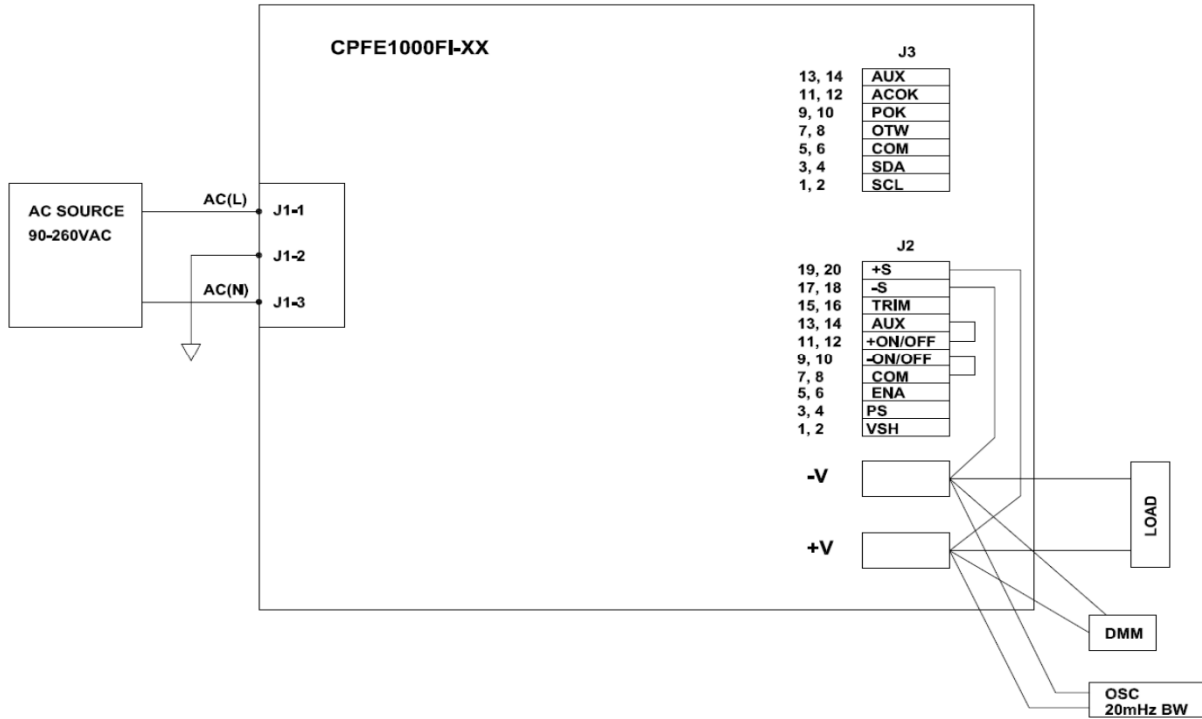 CPFE1000FI-XX
J3
13, 14 AUX
11, 12 ACOK
9, 10 POK
7, 8 OTW
5, 6 COM
3, 4 SDA
1, 2 SCL
AC SOURCE
90-260VAC
AC(L)
J1-1
J1-2
AC(N)
J1-3
J2
19, 20 +S
17, 18 -S
15, 16 TRIM
13, 14 AUX
11, 12 +ON/OFF
9, 10 -ON/OFF
7, 8 COM
5, 6 ENA
3, 4 PS
1, 2 VSH
-V
+V
LOAD
DMM
OSC
20mHz BW